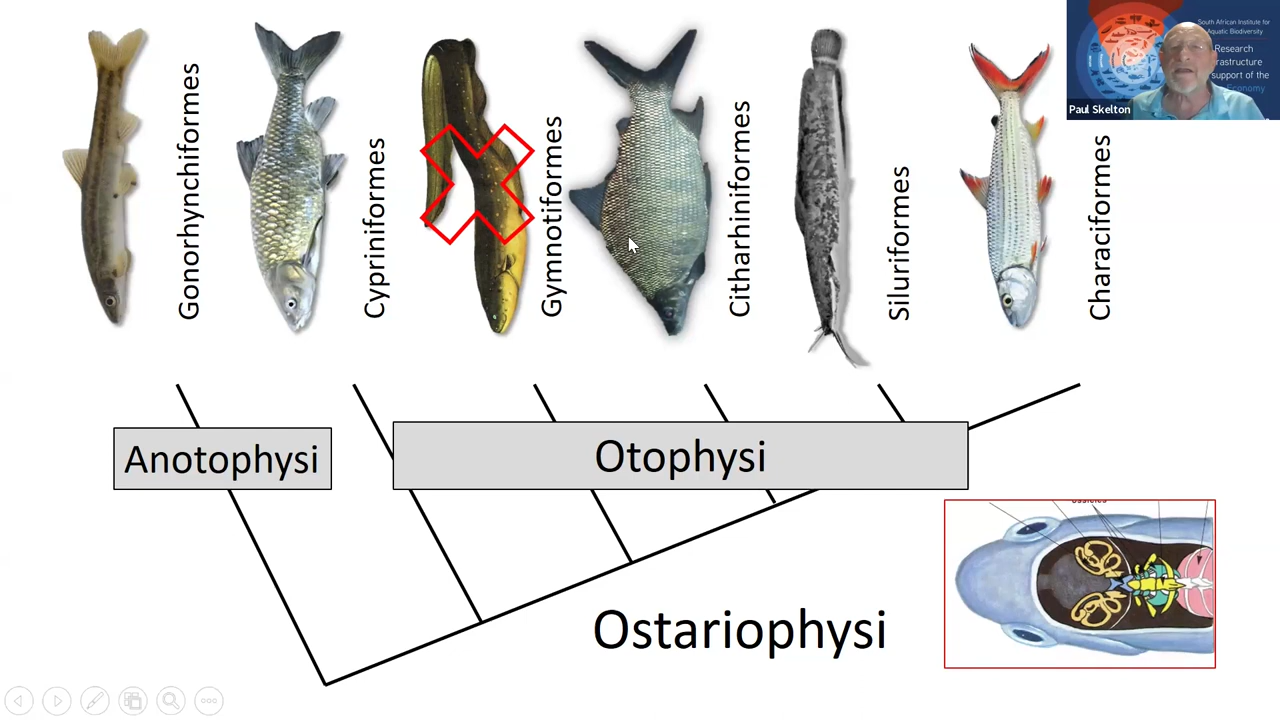 Gonorhynchiformes
Cypriniformes
Gymnotiformes
Citharhiniformes
Siluriformes
Characiformes
South African Institute for
Aquatic Biodiversity
Research
support of the
Economy
Paul Skelton
Anotophysi
Otophysi
Ostariophysi